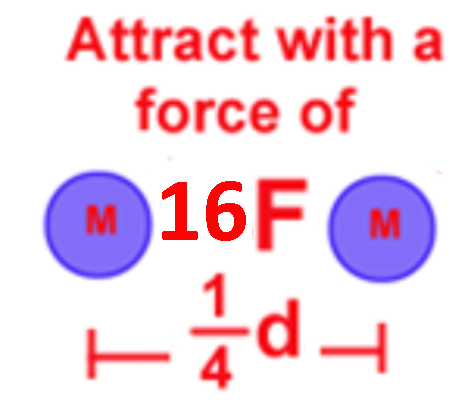 Attract with a
force of
M 16F M
1/4 d